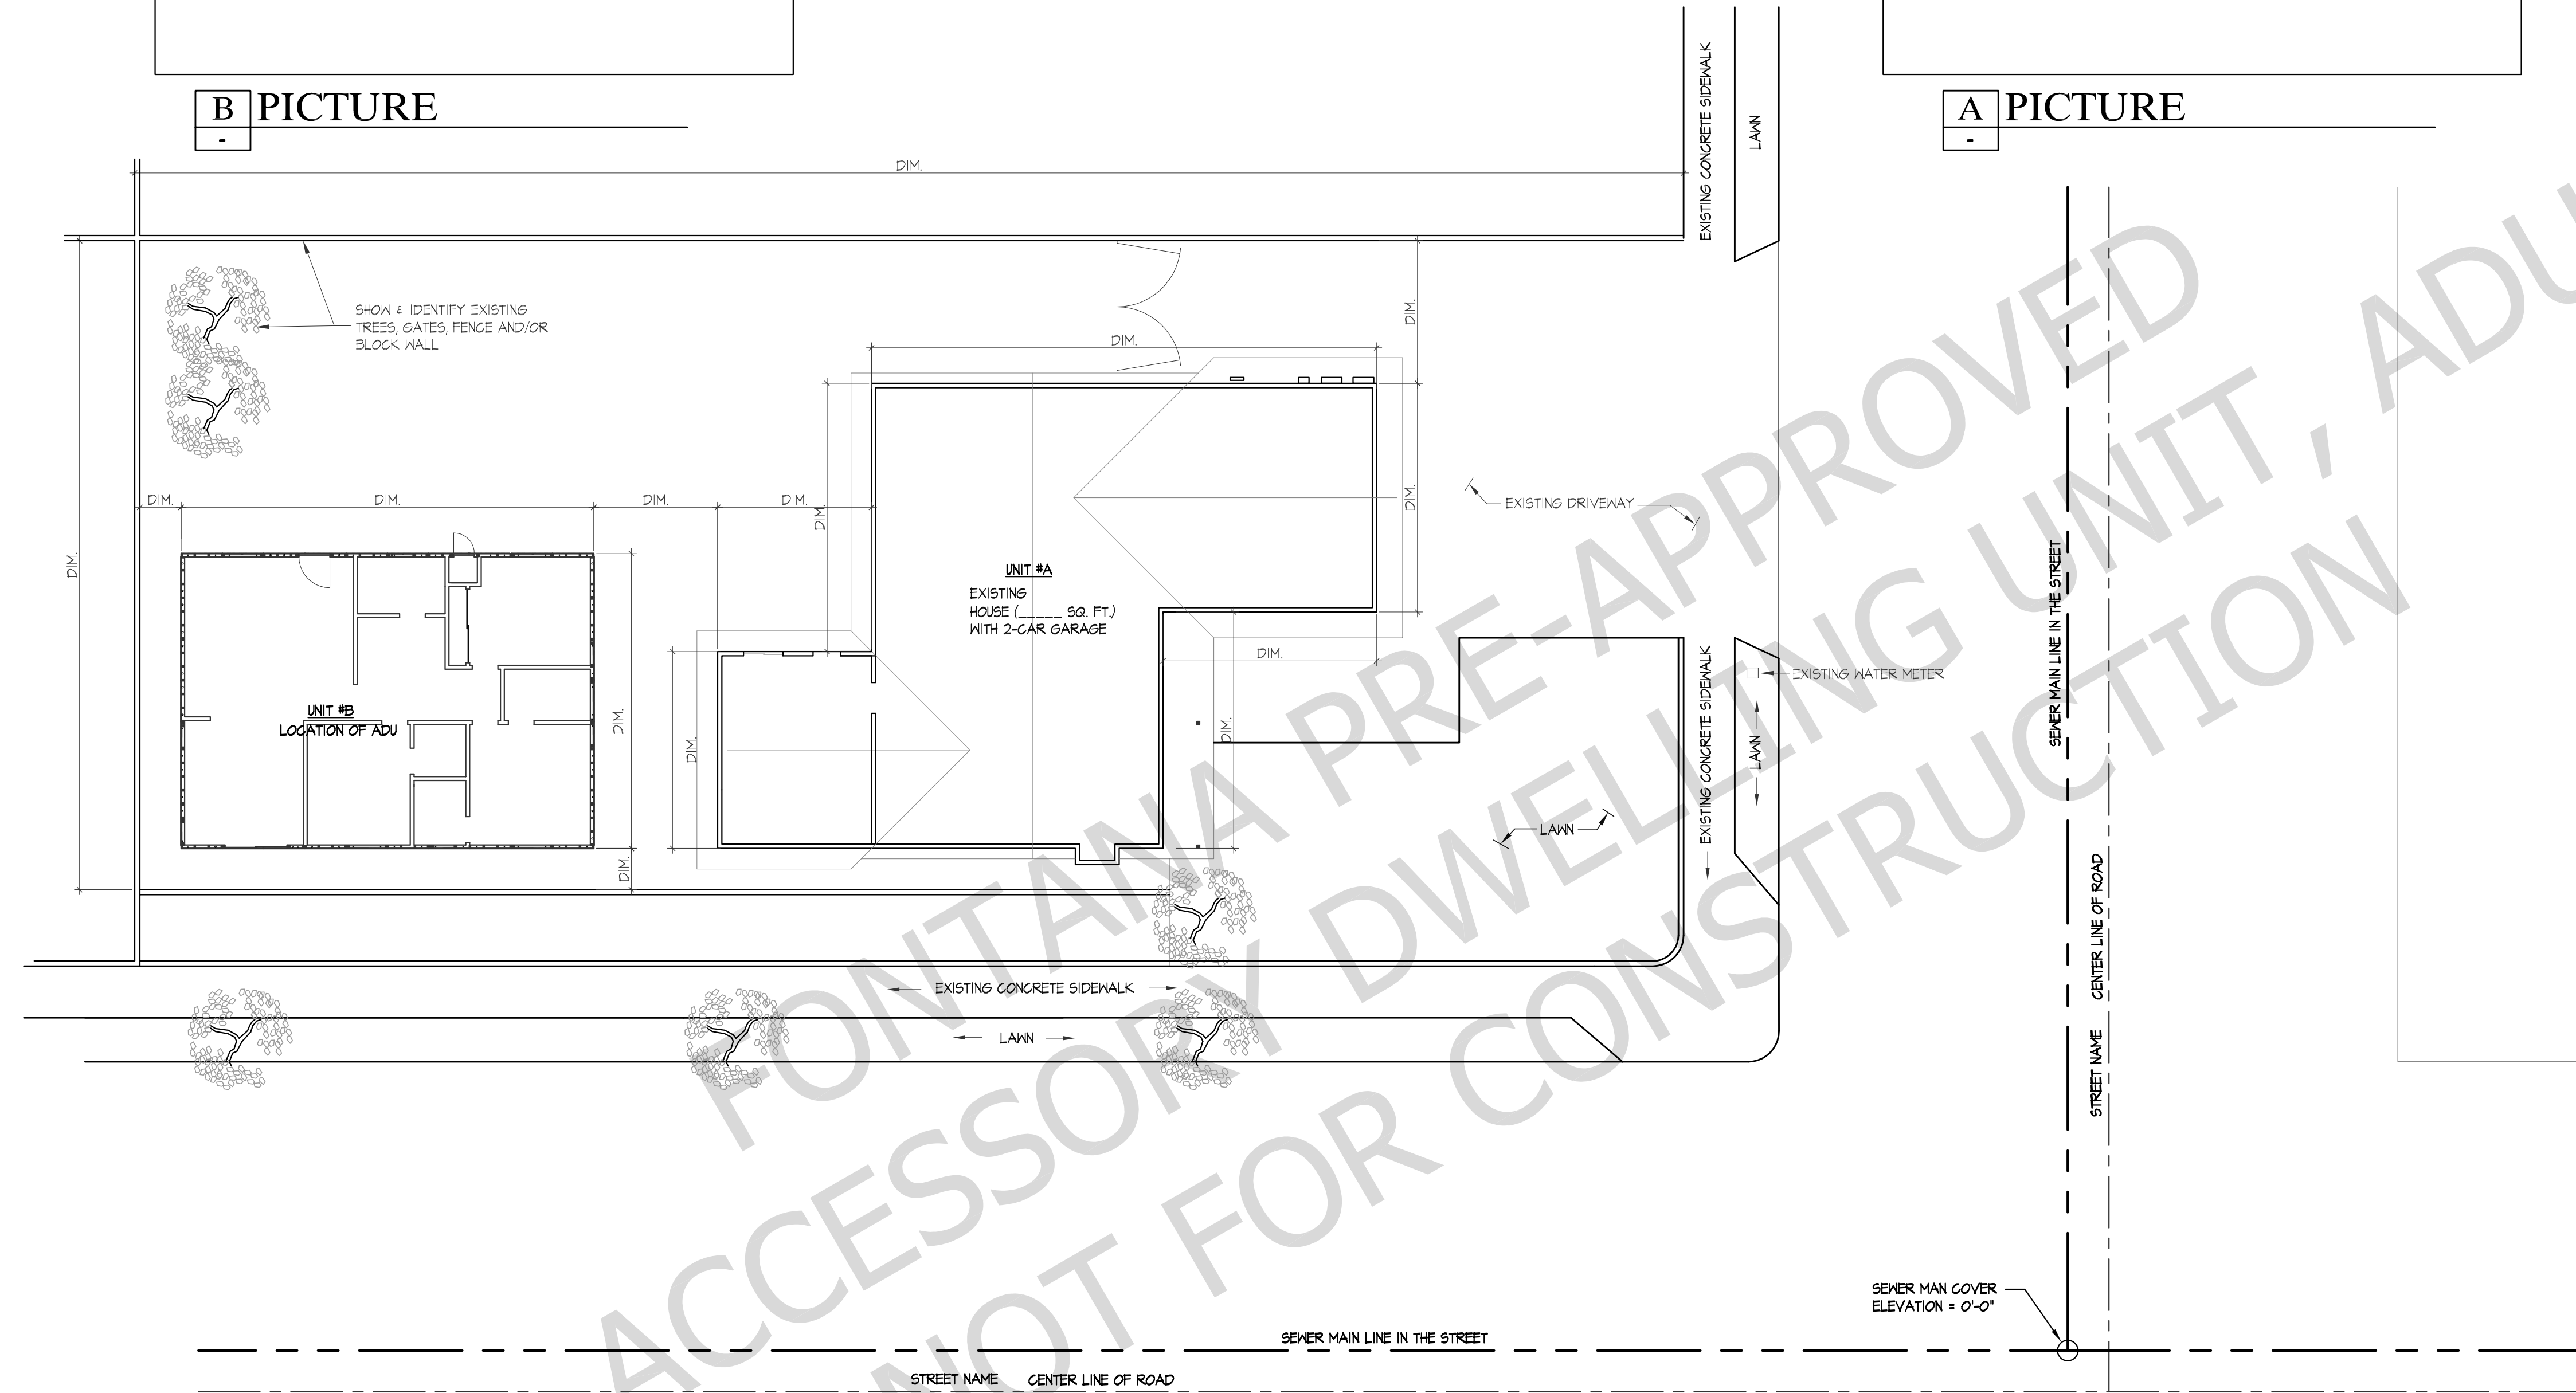 B PICTURE
-
A PICTURE
-
EXISTING CONCRETE SIDEWALK
LAWN
DIM.
SHOW & IDENTIFY EXISTING
TREES, GATES, FENCE AND/OR
BLOCK WALL
DIM.
DIM.
DIM.
DIM.
DIM.
DIM.
DIM.
DIM.
DIM.
EXISTING DRIVEWAY
DIM.
UNIT #A
EXISTING
HOUSE (_____ SQ. FT.)
WITH 2-CAR GARAGE
DIM.
EXISTING WATER METER
UNIT #B
LOCATION OF ADU
DIM.
DIM.
DIM.
DIM.
LAWN
EXISTING CONCRETE SIDEWALK
LAWN
SEWER MAIN LINE IN THE STREET
STREET NAME CENTER LINE OF ROAD
EXISTING CONCRETE SIDEWALK
LAWN
SEWER MAN COVER
ELEVATION = 0'-0"
SEWER MAIN LINE IN THE STREET
STREET NAME CENTER LINE OF ROAD
FONTANA PRE-APPROVED
ACCESSORY DWELLING UNIT, ADU
NOT FOR CONSTRUCTION